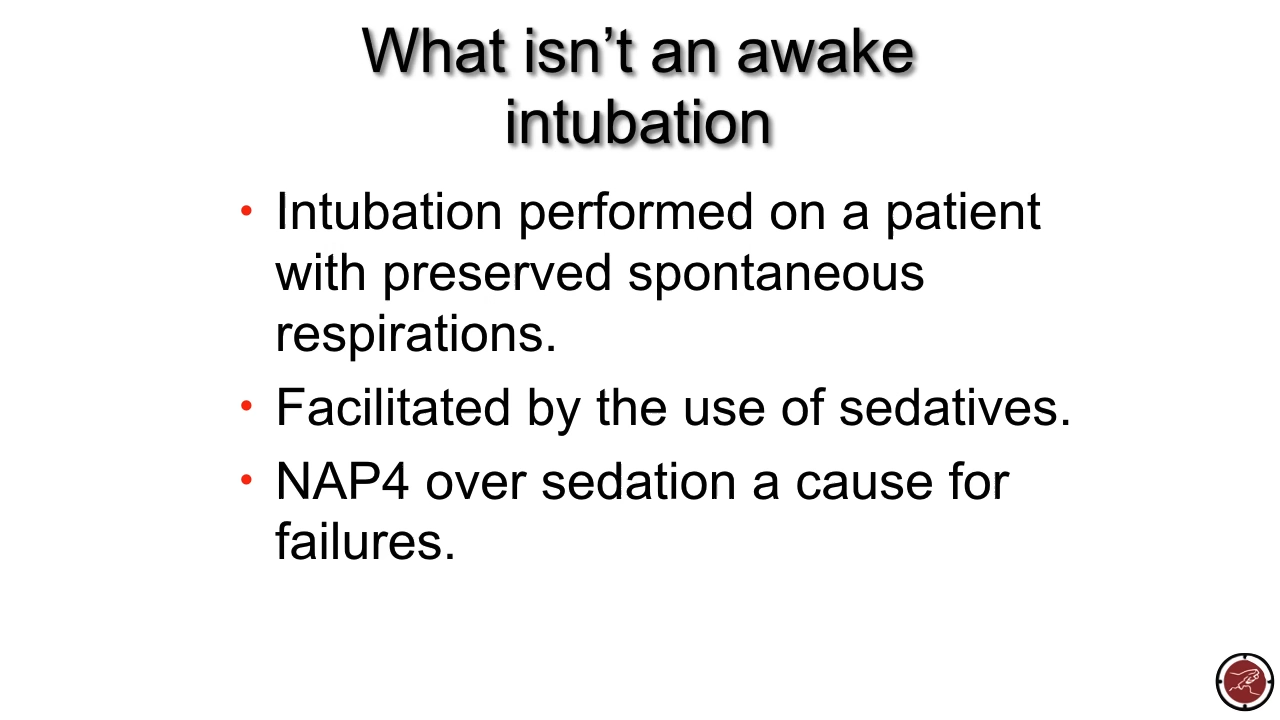 What isn’t an awake
intubation
• Intubation performed on a patient
with preserved spontaneous
respirations.
• Facilitated by the use of sedatives.
• NAP4 over sedation a cause for
failures.